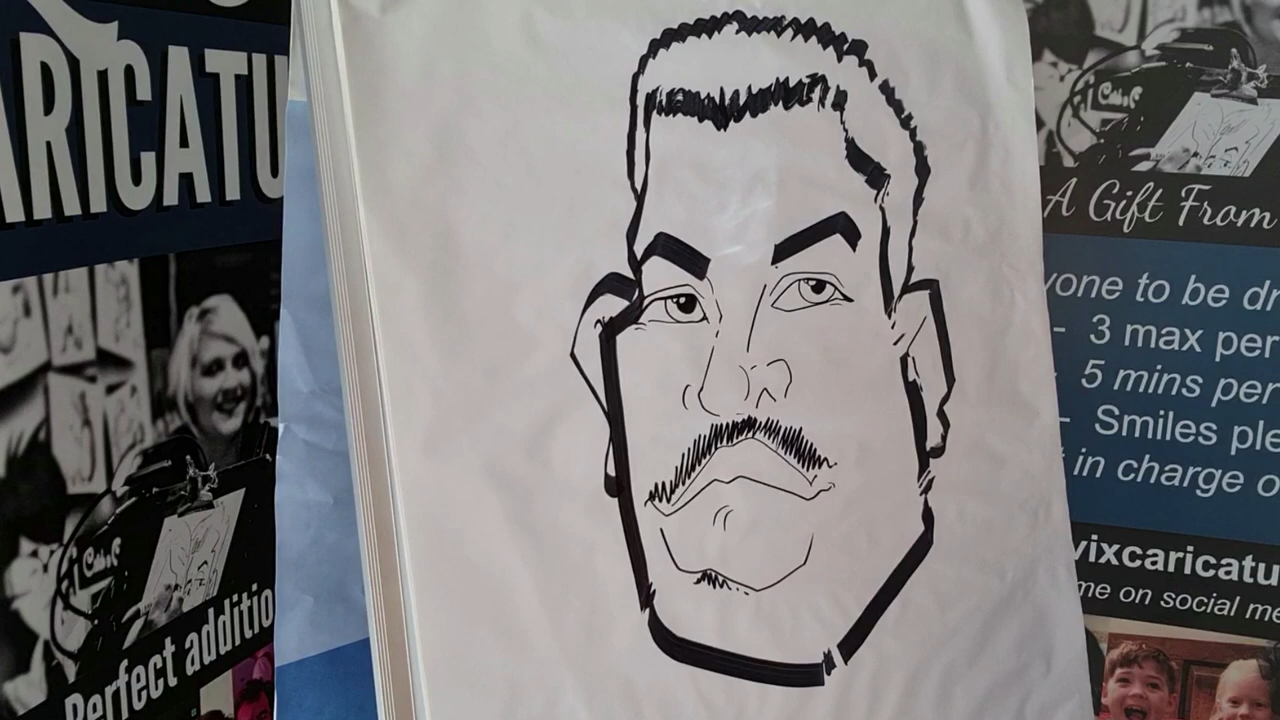 ARICATU
Perfect additio
A Gift From
yone to be dr
- 3 max per
- 5 mins per
- Smiles ple
in charge o
vixcaricatu
me on social me